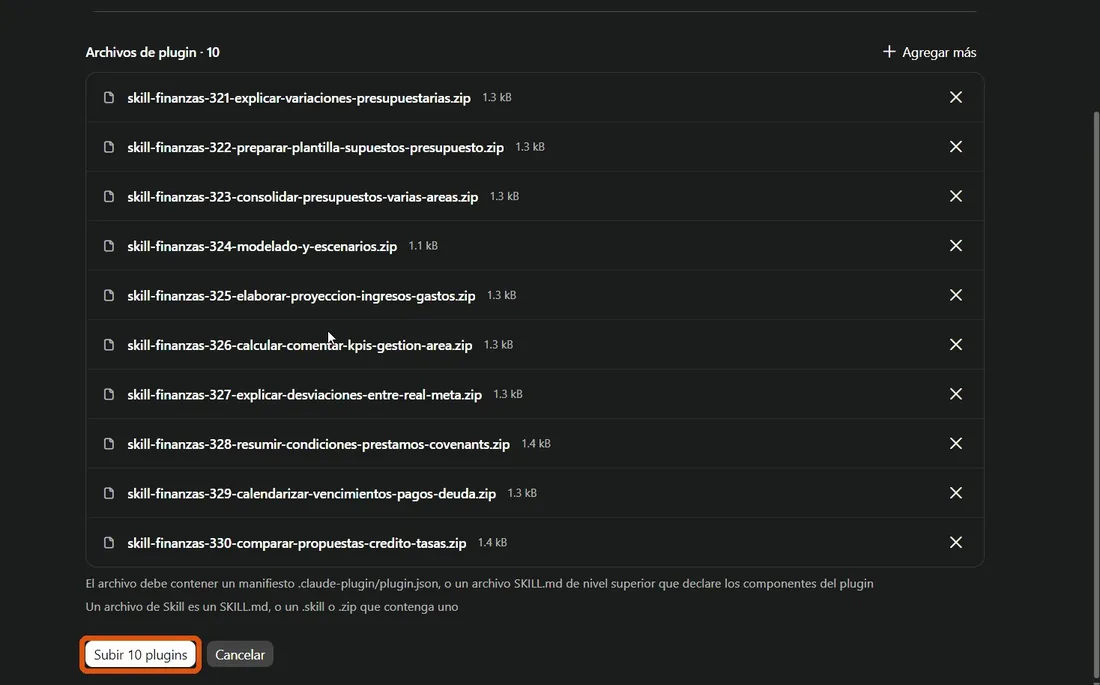 Archivos de plugin · 10
+ Agregar más
skill-finanzas-321-explicar-variaciones-presupuestarias.zip 1.3 kB
skill-finanzas-322-preparar-plantilla-supuestos-presupuesto.zip 1.3 kB
skill-finanzas-323-consolidar-presupuestos-varias-areas.zip 1.3 kB
skill-finanzas-324-modelado-y-escenarios.zip 1.1 kB
skill-finanzas-325-elaborar-proyeccion-ingresos-gastos.zip 1.3 kB
skill-finanzas-326-calcular-comentar-kpis-gestion-area.zip 1.3 kB
skill-finanzas-327-explicar-desviaciones-entre-real-meta.zip 1.3 kB
skill-finanzas-328-resumir-condiciones-prestamos-covenants.zip 1.4 kB
skill-finanzas-329-calendarizar-vencimientos-pagos-deuda.zip 1.3 kB
skill-finanzas-330-comparar-propuestas-credito-tasas.zip 1.4 kB
El archivo debe contener un manifiesto .claude-plugin/plugin.json, o un archivo SKILL.md de nivel superior que declare los componentes del plugin
Un archivo de Skill es un SKILL.md, o un .skill o .zip que contenga uno
Subir 10 plugins
Cancelar